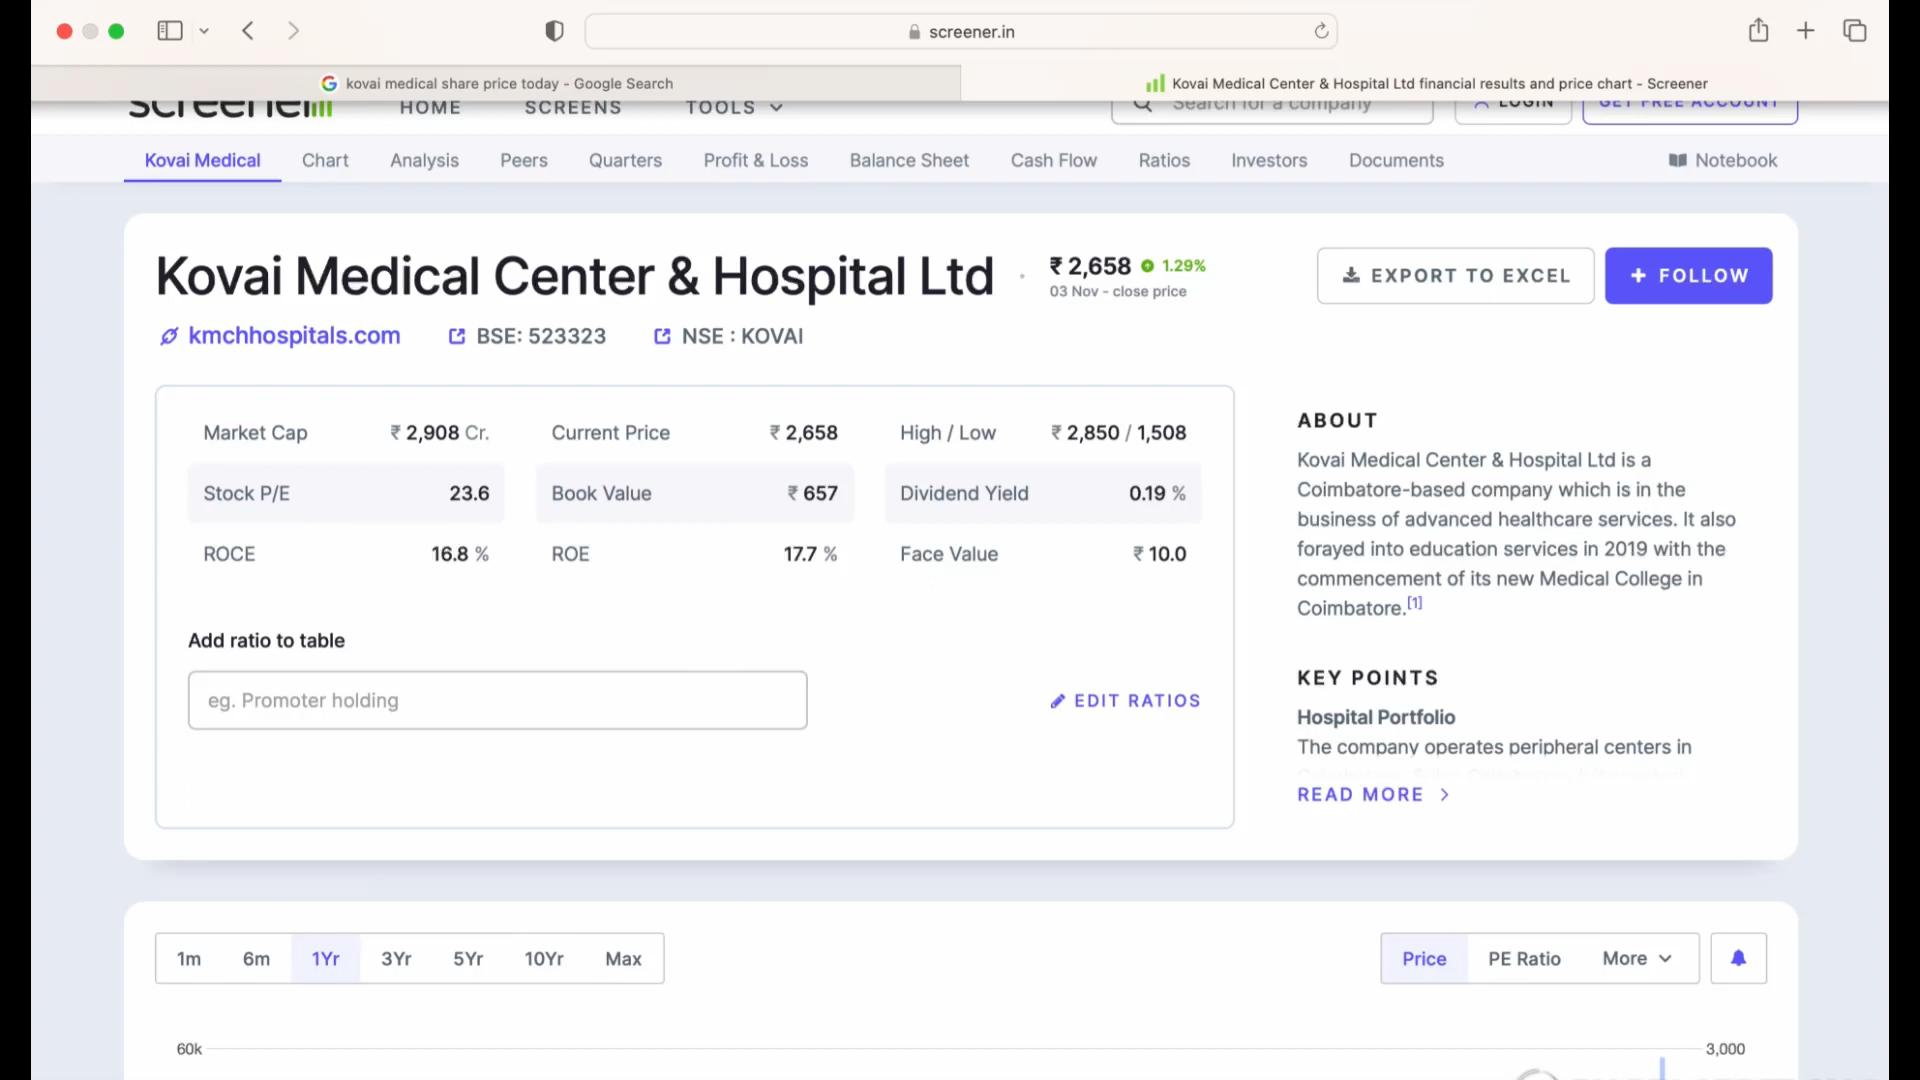 screener.in
kovai medical share price today - Google Search
Kovai Medical Center & Hospital Ltd financial results and price chart - Screener
screener
HOME
SCREENS
TOOLS
Search for a company
LOGIN
GET FREE ACCOUNT
Kovai Medical
Chart
Analysis
Peers
Quarters
Profit & Loss
Balance Sheet
Cash Flow
Ratios
Investors
Documents
Notebook
Kovai Medical Center & Hospital Ltd
₹ 2,658 1.29%
03 Nov - close price
EXPORT TO EXCEL
FOLLOW
kmchhospitals.com
BSE: 523323
NSE : KOVAI
Market Cap ₹ 2,908 Cr.
Current Price ₹ 2,658
High / Low ₹ 2,850 / 1,508
Stock P/E 23.6
Book Value ₹ 657
Dividend Yield 0.19 %
ROCE 16.8 %
ROE 17.7 %
Face Value ₹ 10.0
Add ratio to table
eg. Promoter holding
EDIT RATIOS
ABOUT
Kovai Medical Center & Hospital Ltd is a
Coimbatore-based company which is in the
business of advanced healthcare services. It also
forayed into education services in 2019 with the
commencement of its new Medical College in
Coimbatore.[1]
KEY POINTS
Hospital Portfolio
The company operates peripheral centers in
READ MORE
1m
6m
1Yr
3Yr
5Yr
10Yr
Max
Price
PE Ratio
More
60k
3,000